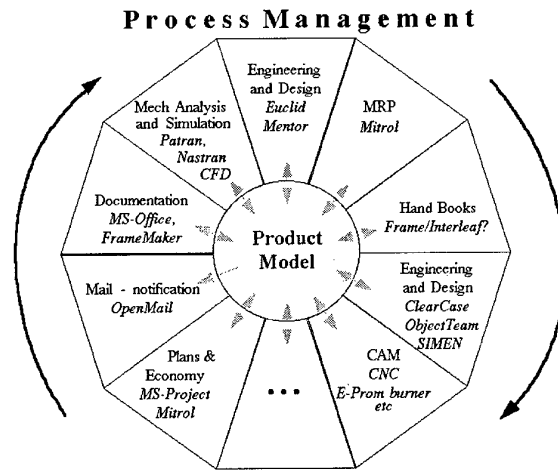 Process Management
Engineering
and Design
Euclid
Mentor
MRP
Mitrol
Hand Books
Frame/Interleaf?
Engineering
and Design
ClearCase
ObjectTeam
SIMEN
CAM
CNC
E-Prom burner
etc
...
Plans &
Economy
MS-Project
Mitrol
Mail - notification
OpenMail
Documentation
MS-Office,
FrameMaker
Mech Analysis
and Simulation
Patran,
Nastran
CFD
Product
Model